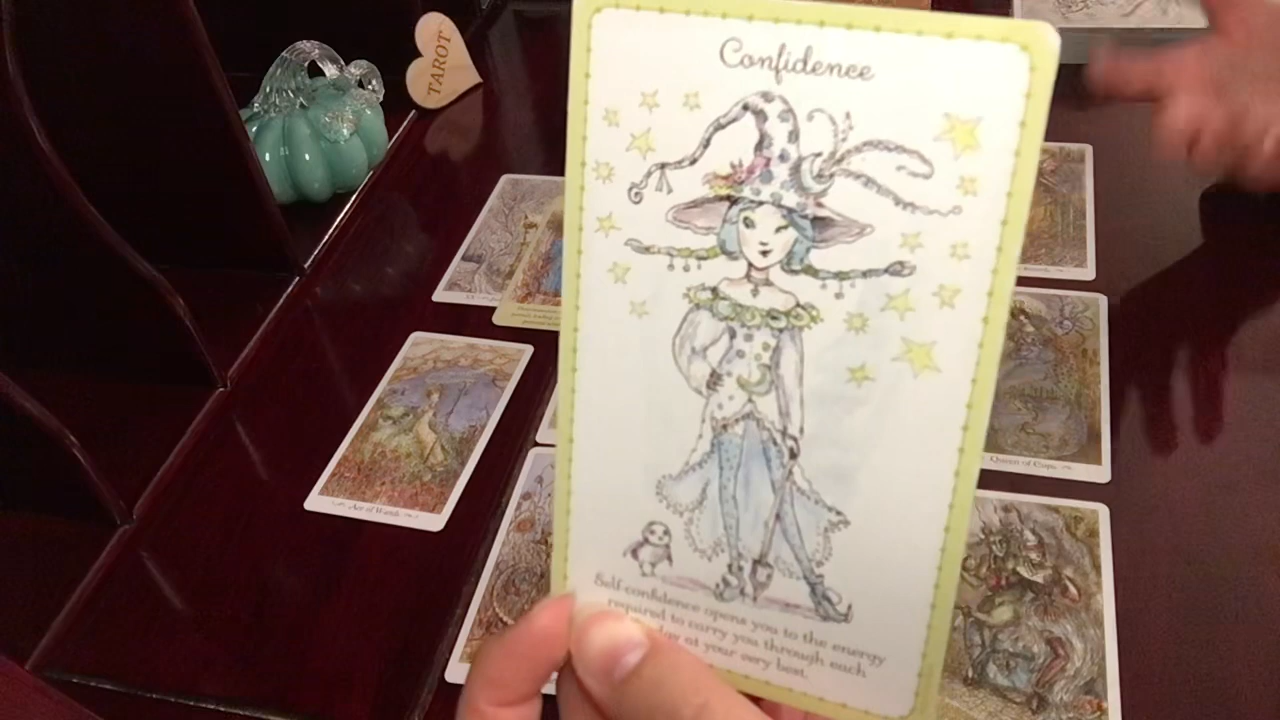 TAROT
Confidence
Ace of Wands
Queen of Cups
Self-confidence opens you to the energy
required to carry you through each
day at your very best.